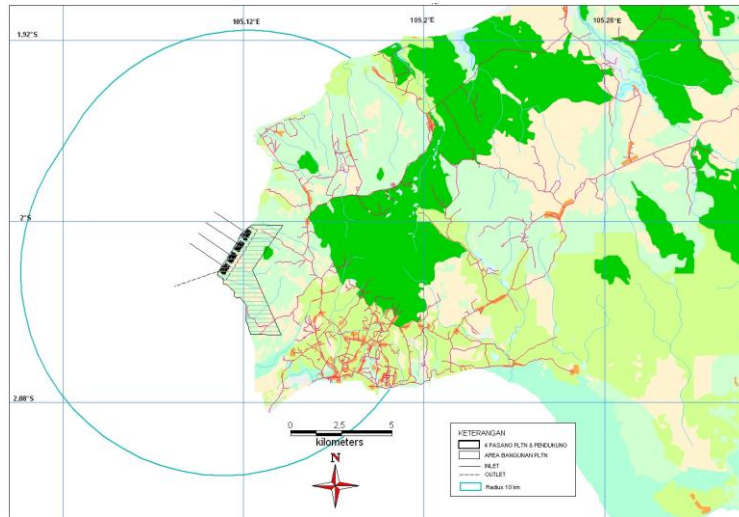 105.12°E
105.2°E
105.28°E
1.92°S
2°S
2.08°S
0 2,5 5
kilometers
N
KETERANGAN
4 PASANG PLTN & PENDUKUNG
AREA BANGUNAN PLTN
INLET
OUTLET
Radius 10 km